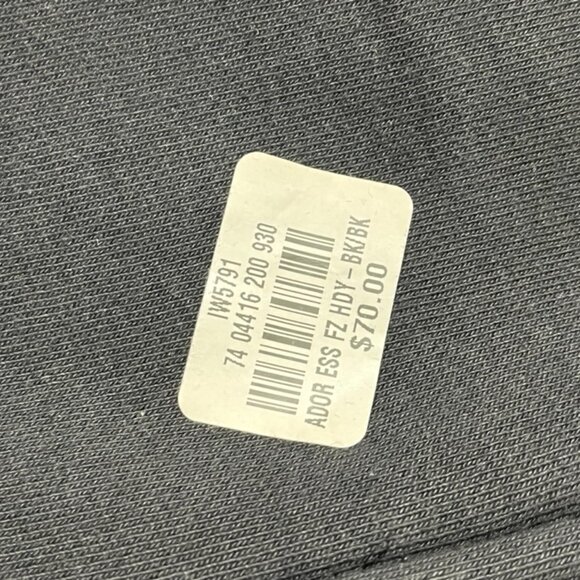 IW5791
74 04416 200 930
ADOR ESS FZ HDY - BK/BK
$70.00